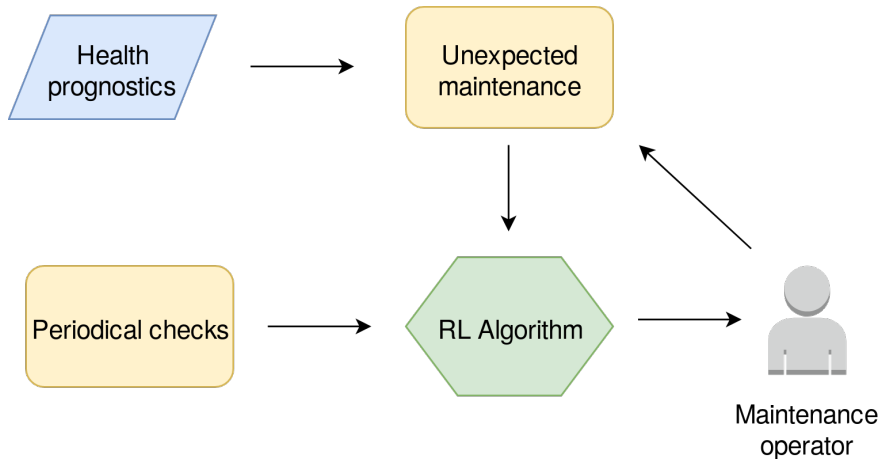 Health
prognostics
Unexpected
maintenance
Periodical checks
RL Algorithm
Maintenance
operator